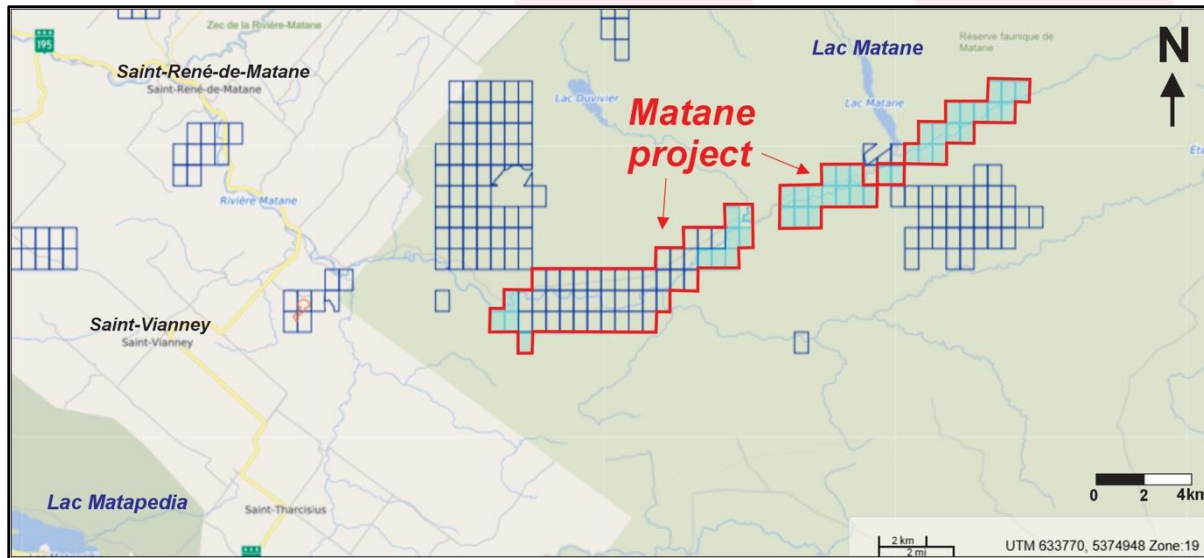 Zec de la Rivière-Matane
195
Saint-René-de-Matane
Saint-René-de-Matane
Lac Matane
Réserve faunique de
Matane
N
Lac Duvivier
Lac Matane
Matane
project
Rivière Matane
Saint-Vianney
Saint-Vianney
Lac Matapedia
Saint-Tharcisius
0 2 4km
2 km
2 mi
UTM 633770, 5374948 Zone:19